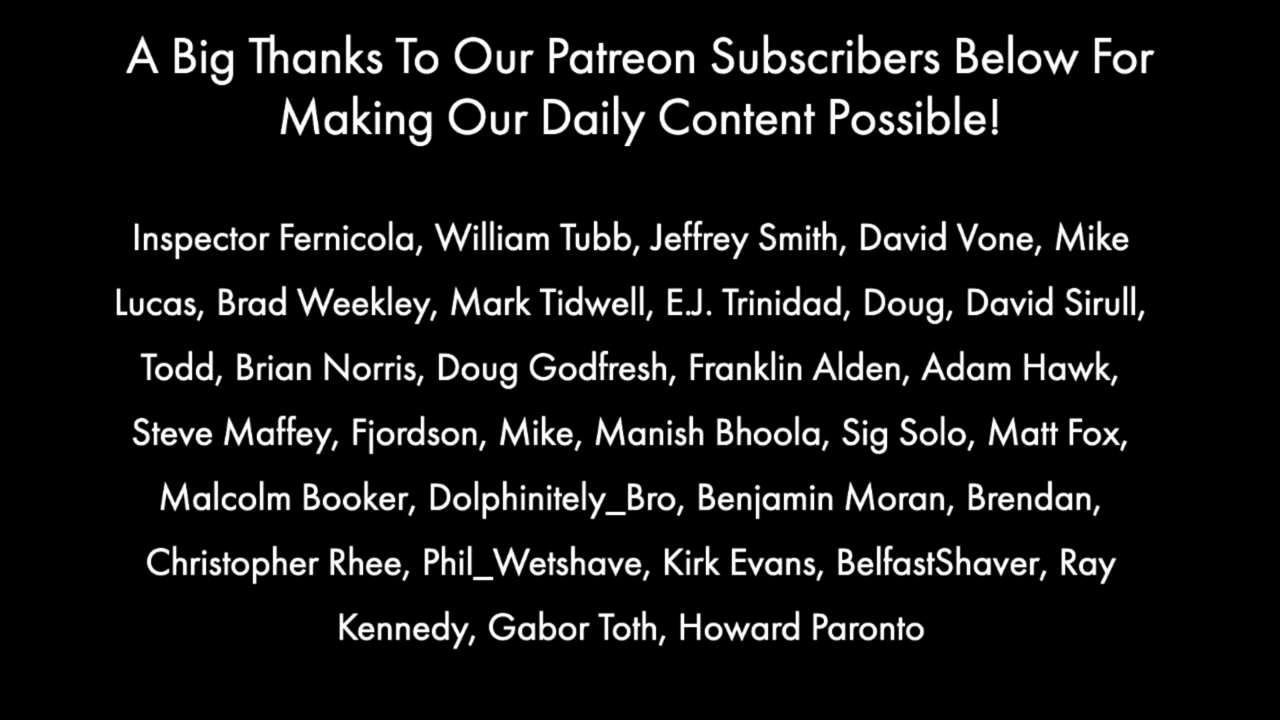 A Big Thanks To Our Patreon Subscribers Below For
Making Our Daily Content Possible!
Inspector Fernicola, William Tubb, Jeffrey Smith, David Vone, Mike
Lucas, Brad Weekley, Mark Tidwell, E.J. Trinidad, Doug, David Sirull,
Todd, Brian Norris, Doug Godfresh, Franklin Alden, Adam Hawk,
Steve Maffey, Fjordson, Mike, Manish Bhoola, Sig Solo, Matt Fox,
Malcolm Booker, Dolphinitely_Bro, Benjamin Moran, Brendan,
Christopher Rhee, Phil_Wetshave, Kirk Evans, BelfastShaver, Ray
Kennedy, Gabor Toth, Howard Paronto